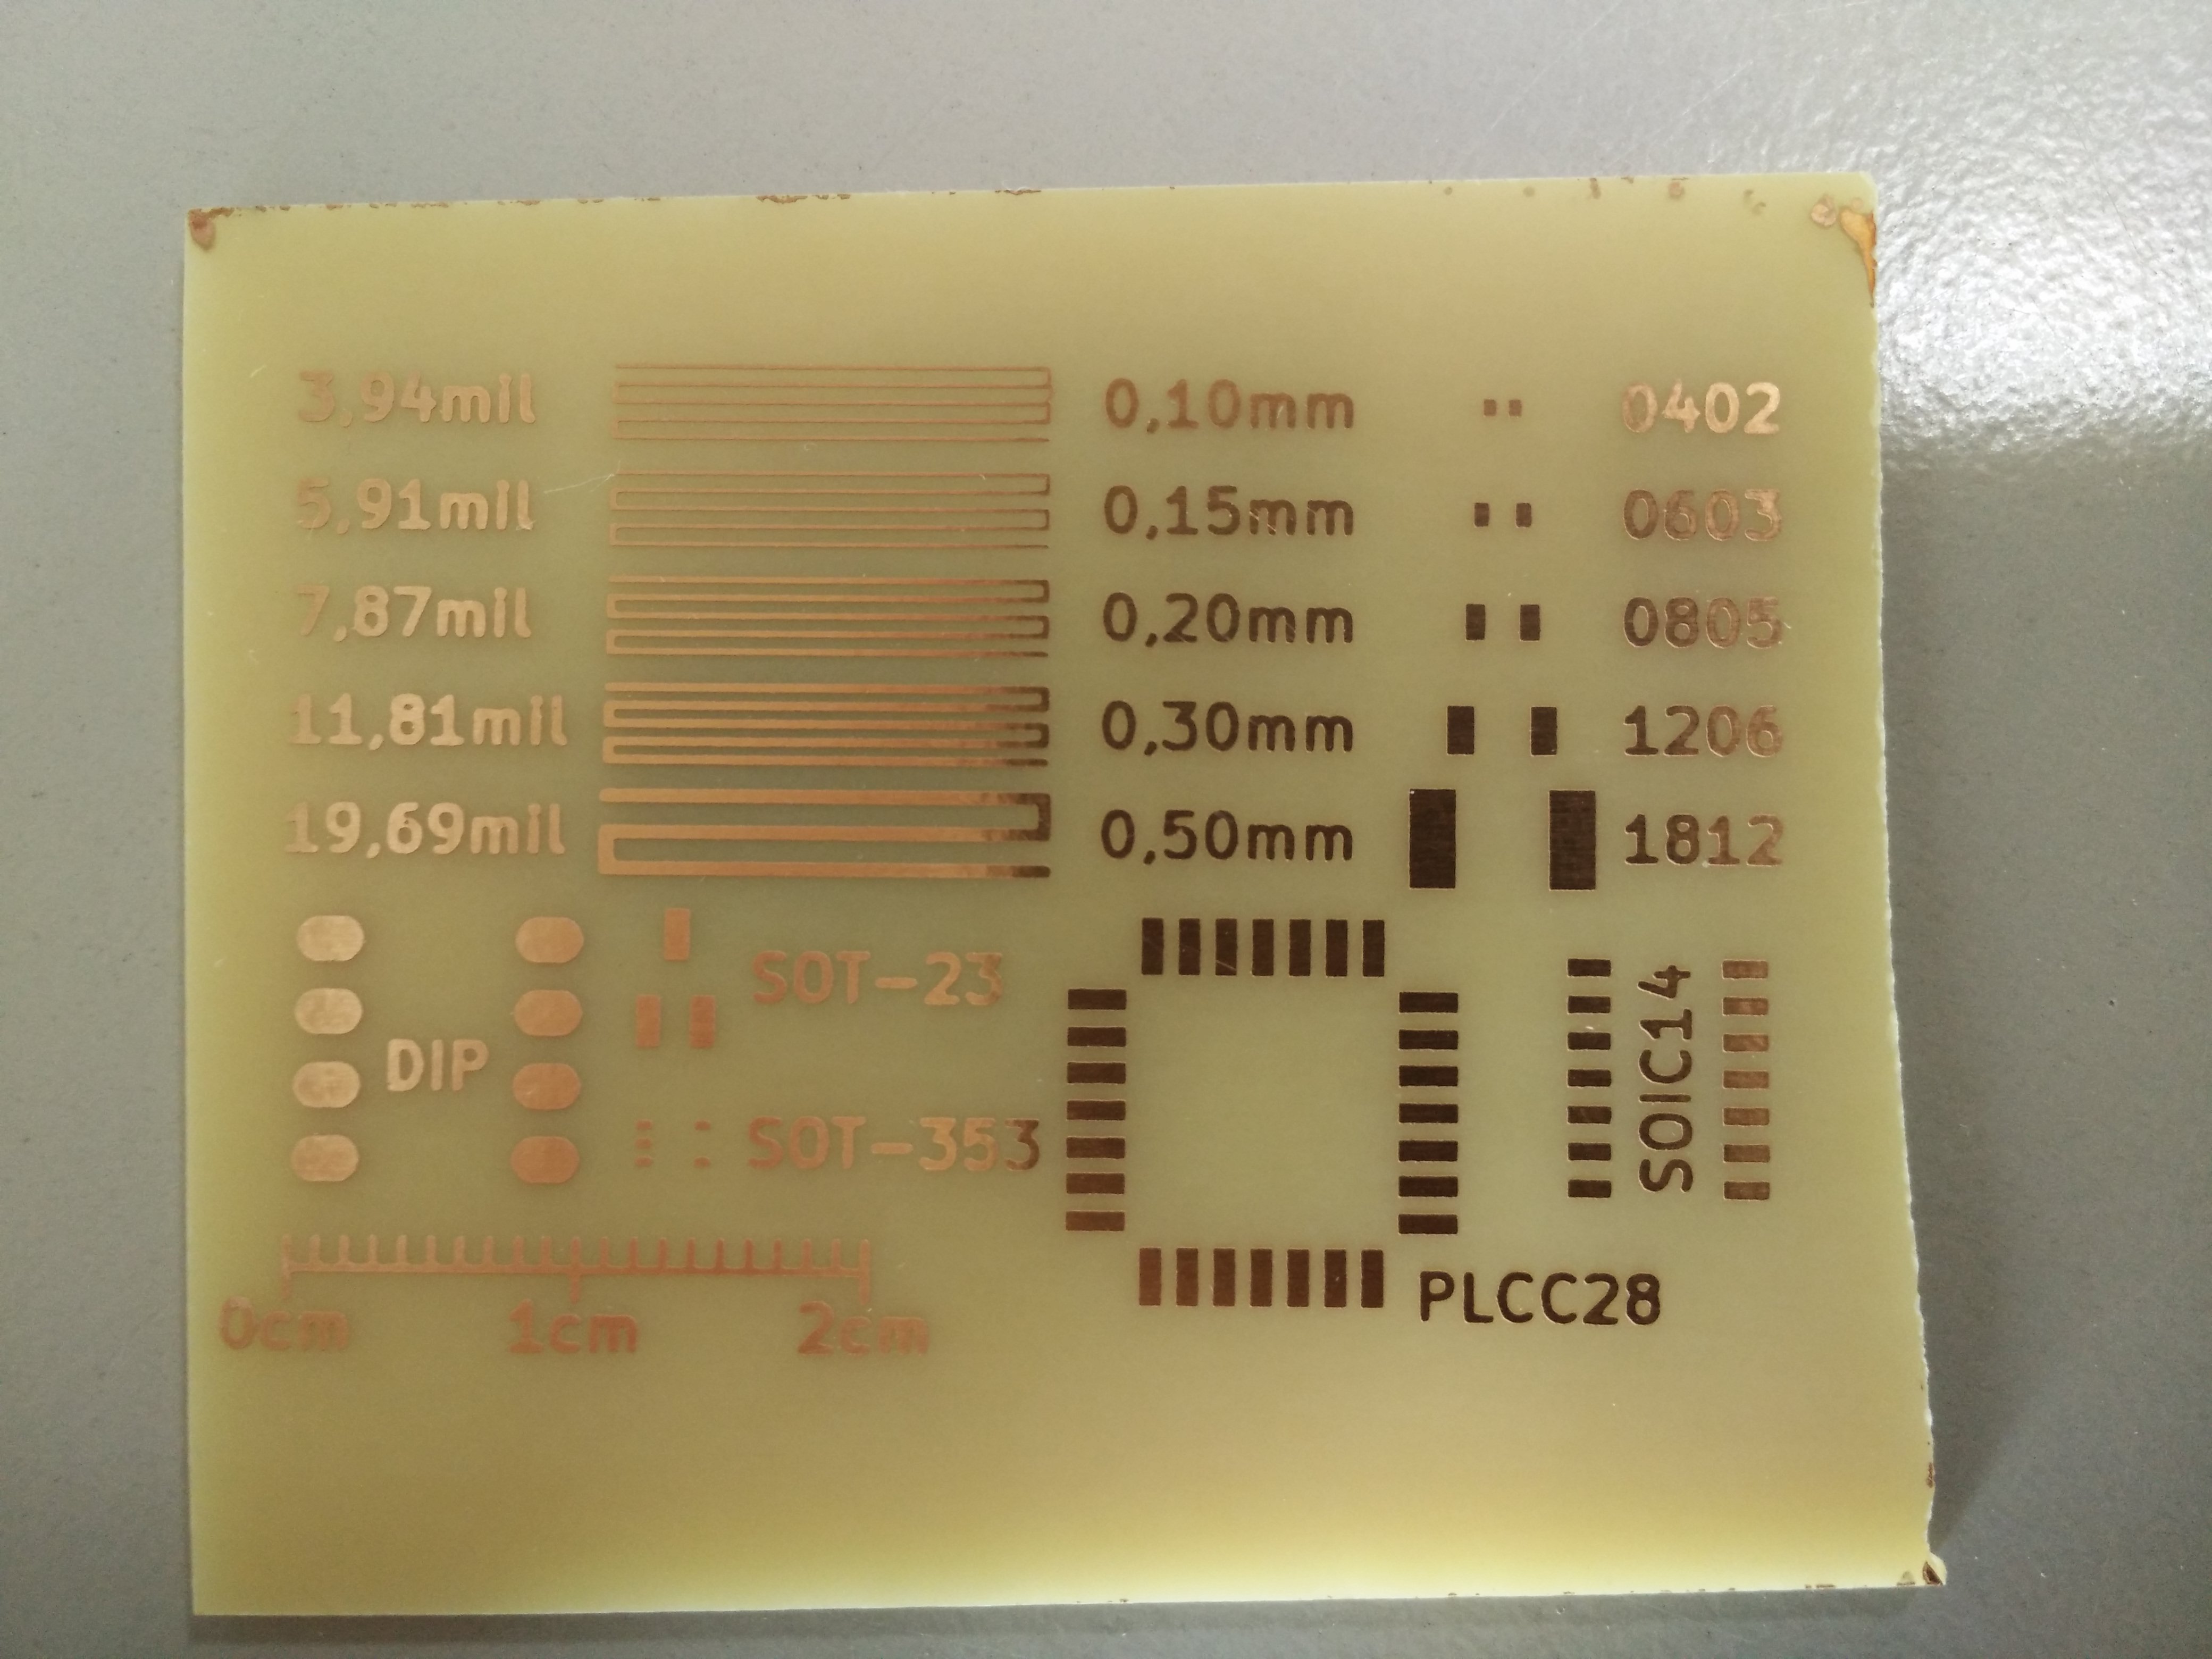 3,94mil 0,10mm 0402
5,91mil 0,15mm 0603
7,87mil 0,20mm 0805
11,81mil 0,30mm 1206
19,69mil 0,50mm 1812
SOT-23
DIP
SOT-353
SOIC14
PLCC28
0cm 1cm 2cm